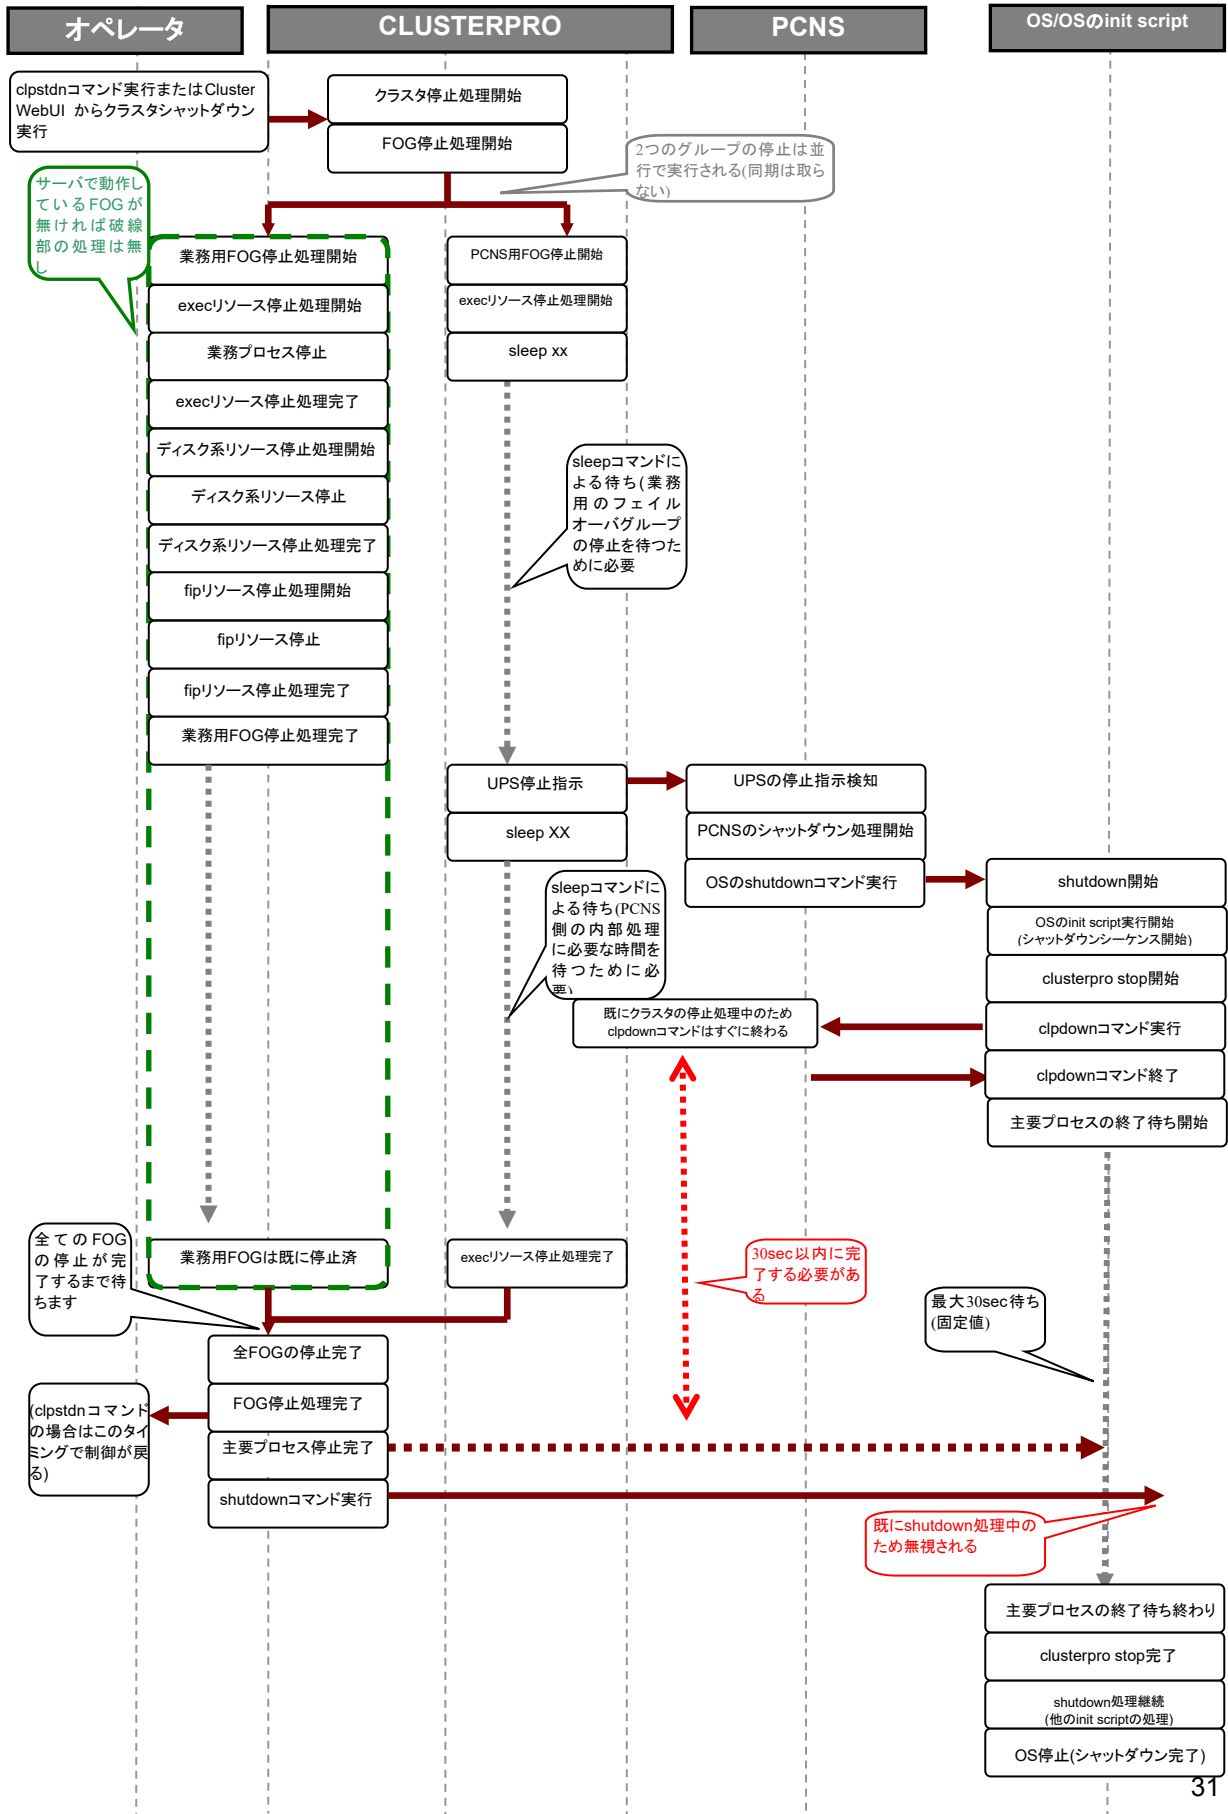 オペレータ
CLUSTERPRO
PCNS
OS/OSのinit script
clpstdnコマンド実行またはCluster
WebUI からクラスタシャットダウン
実行
クラスタ停止処理開始
FOG停止処理開始
2つのグループの停止は並
行で実行される(同期は取ら
ない)
サーバで動作し
ているFOGが
無ければ破線
部の処理は無
し
業務用FOG停止処理開始
PCNS用FOG停止開始
execリソース停止処理開始
execリソース停止処理開始
業務プロセス停止
sleep xx
execリソース停止処理完了
ディスク系リソース停止処理開始
ディスク系リソース停止
ディスク系リソース停止処理完了
sleepコマンドに
よる待ち(業務
用のフェイル
オーバグループ
の停止を待つた
めに必要
fipリソース停止処理開始
fipリソース停止
fipリソース停止処理完了
業務用FOG停止処理完了
UPS停止指示
UPSの停止指示検知
sleep XX
PCNSのシャットダウン処理開始
OSのshutdownコマンド実行
shutdown開始
sleepコマンドに
よる待ち(PCNS
側の内部処理
に必要な時間を
待つために必
要)
OSのinit script実行開始
(シャットダウンシーケンス開始)
clusterpro stop開始
既にクラスタの停止処理中のため
clpdownコマンドはすぐに終わる
clpdownコマンド実行
clpdownコマンド終了
主要プロセスの終了待ち開始
全てのFOG
の停止が完
了するまで待
ちます
業務用FOGは既に停止済
execリソース停止処理完了
30sec以内に完
了する必要があ
る
最大30sec待ち
(固定値)
全FOGの停止完了
FOG停止処理完了
(clpstdnコマンド
の場合はこのタイ
ミングで制御が戻
る)
主要プロセス停止完了
shutdownコマンド実行
既にshutdown処理中の
ため無視される
主要プロセスの終了待ち終わり
clusterpro stop完了
shutdown処理継続
(他のinit scriptの処理)
OS停止(シャットダウン完了)
31